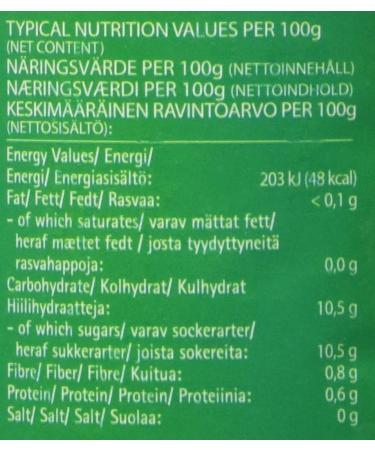 TYPICAL NUTRITION VALUES PER 100g
(NET CONTENT)
NÄRINGSVÄRDE PER 100g (NETTOINNEHÅLL)
NÆRINGSVÆRDI PER 100g (NETTOINDHOLD)
KESKIMÄÄRÄINEN RAVINTOARVO PER 100g
(NETTOSISÄLTÖ):
Energy Values/ Energi/
Energi/ Energiasisältö: 203 kJ (48 kcal)
Fat/ Fett/ Fedt/ Rasvaa: < 0,1 g
- of which saturates/ varav mättat fett/
heraf mættet fedt / josta tyydyttyneitä
rasvahappoja: 0,0 g
Carbohydrate/ Kolhydrat/ Kulhydrat
Hiilihydraatteja: 10,5 g
- of which sugars/ varav sockerarter/
heraf sukkerarter/ joista sokereita: 10,5 g
Fibre/ Fiber/ Fibre/ Kuitua: 0,8 g
Protein/ Protein/ Protein/ Proteiinia: 0,6 g
Salt/ Salt/ Salt/ Suolaa: 0 g